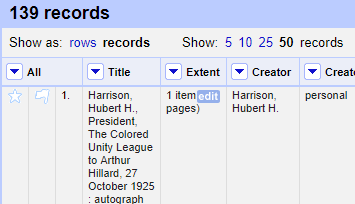 139 records
Show as: rows records Show: 5 10 25 50 records
All Title Extent Creator Create
1. Harrison, 1 item edit Harrison, personal
Hubert H., pages) Hubert H.
President,
The Colored
Unity League
to Arthur
Hillard, 27
October 1925
: autograph